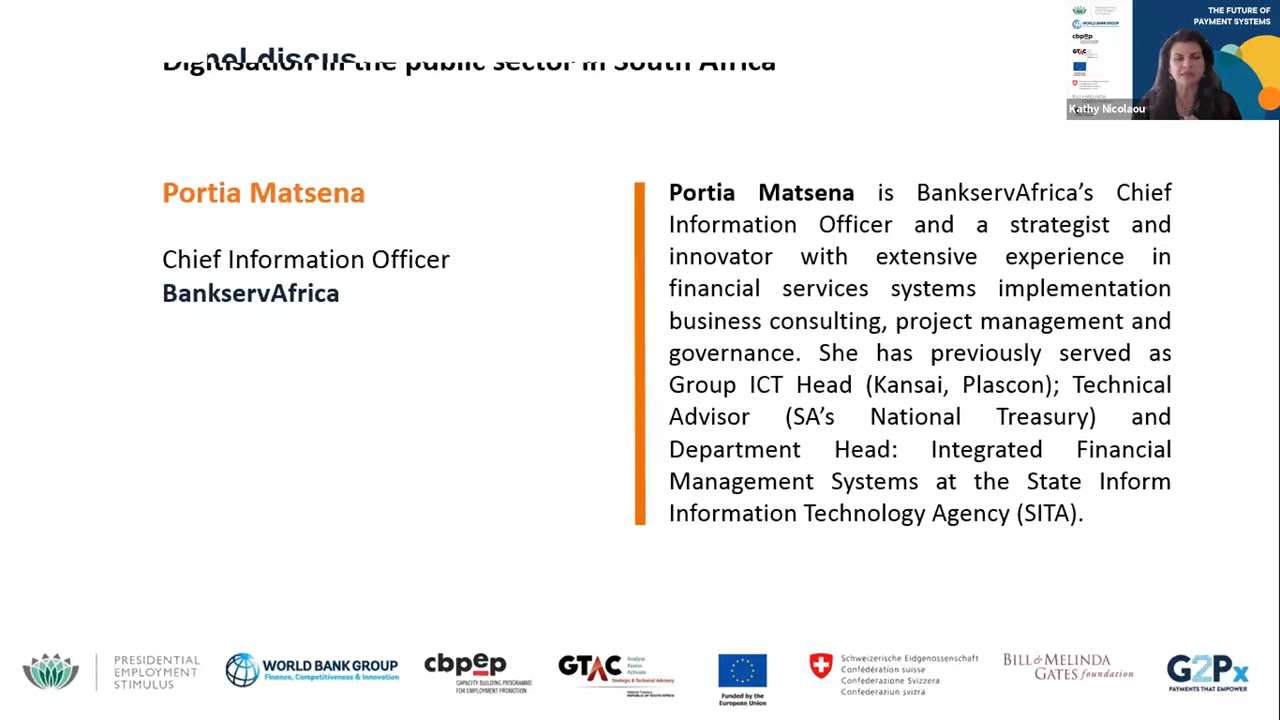 THE FUTURE OF
PAYMENT SYSTEMS
Kathy Nicolaou
Digitisation in the public sector in South Africa
Portia Matsena
Chief Information Officer
BankservAfrica
Portia Matsena is BankservAfrica’s Chief
Information Officer and a strategist and
innovator with extensive experience in
financial services systems implementation
business consulting, project management and
governance. She has previously served as
Group ICT Head (Kansai, Plascon); Technical
Advisor (SA’s National Treasury) and
Department Head: Integrated Financial
Management Systems at the State Inform
Information Technology Agency (SITA).
PRESIDENTIAL
EMPLOYMENT
STIMULUS
WORLD BANK GROUP
Finance, Competitiveness & Innovation
cbpep
CAPACITY BUILDING PROGRAMME
FOR EMPLOYMENT PROMOTION
GTAC
Analyse
Assess
Activate
Strategic & Technical Advisory
Funded by the
European Union
Schweizerische Eidgenossenschaft
Confédération suisse
Confederazione Svizzera
Confederaziun svizra
BILL & MELINDA
GATES foundation
G2Px
PAYMENTS THAT EMPOWER